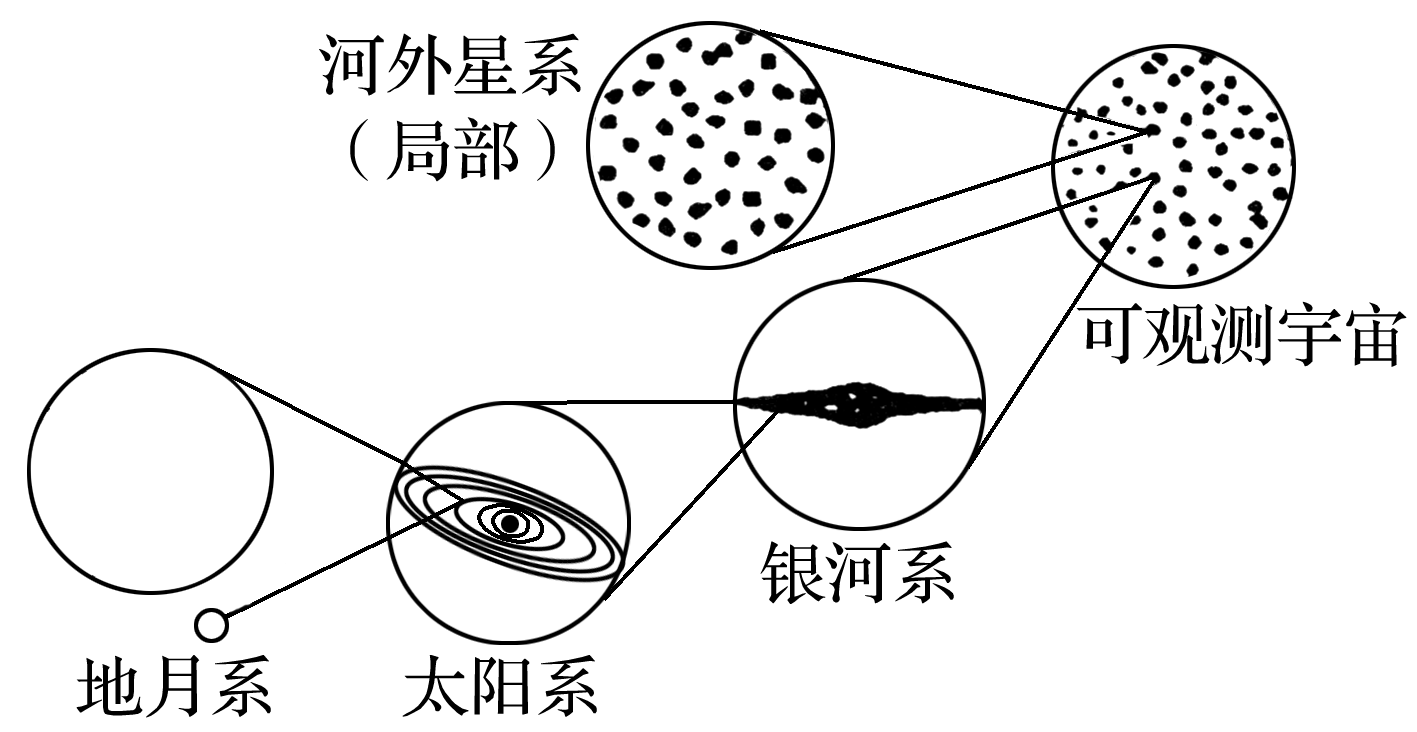 河外星系
（局部）
可观测宇宙
银河系
地月系
太阳系